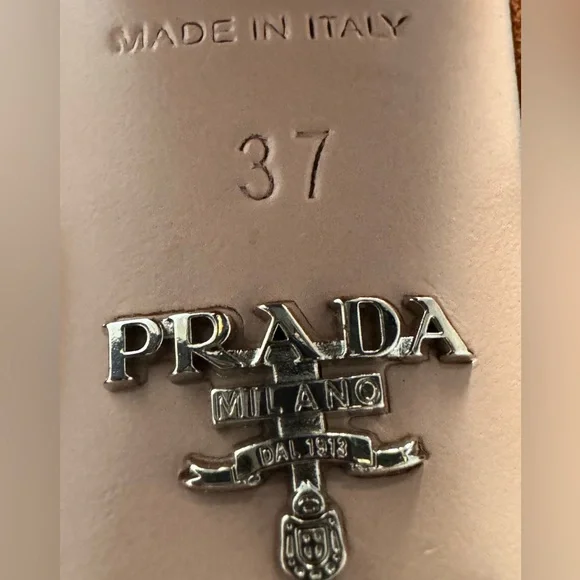 MADE IN ITALY
37
PRADA
MILANO
DAL 1913